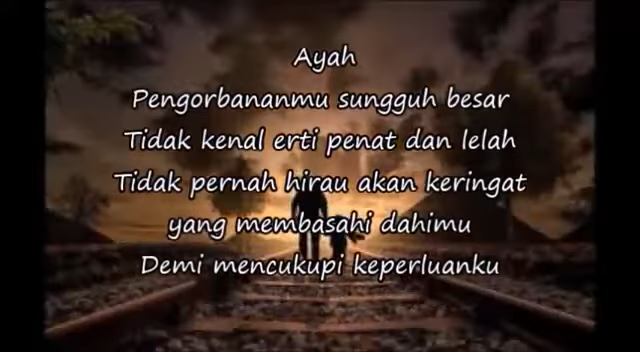 Ayah
Pengorbananmu sungguh besar
Tidak kenal erti penat dan lelah
Tidak pernah hirau akan keringat
yang membasahi dahimu
Demi mencukupi keperluanku